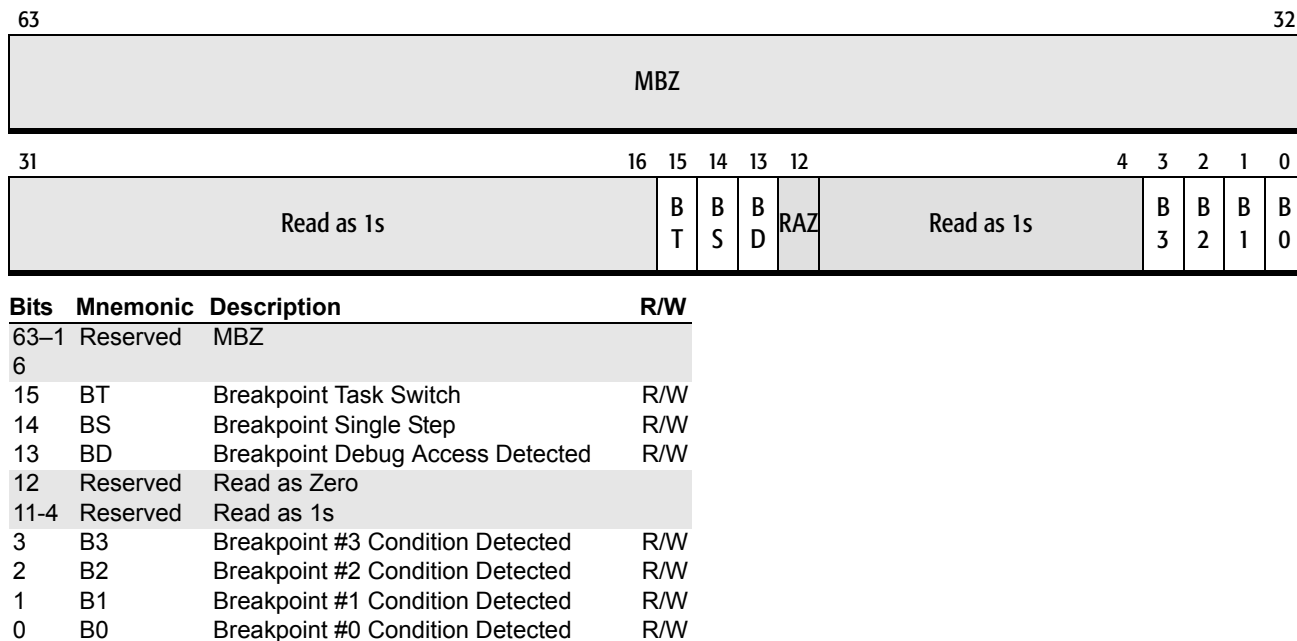 63 32
MBZ
31 16 15 14 13 12 4 3 2 1 0
Read as 1s B T B S B D RAZ Read as 1s B 3 B 2 B 1 B 0
Bits Mnemonic Description R/W
63–1 Reserved MBZ
6
15 BT Breakpoint Task Switch R/W
14 BS Breakpoint Single Step R/W
13 BD Breakpoint Debug Access Detected R/W
12 Reserved Read as Zero
11-4 Reserved Read as 1s
3 B3 Breakpoint #3 Condition Detected R/W
2 B2 Breakpoint #2 Condition Detected R/W
1 B1 Breakpoint #1 Condition Detected R/W
0 B0 Breakpoint #0 Condition Detected R/W